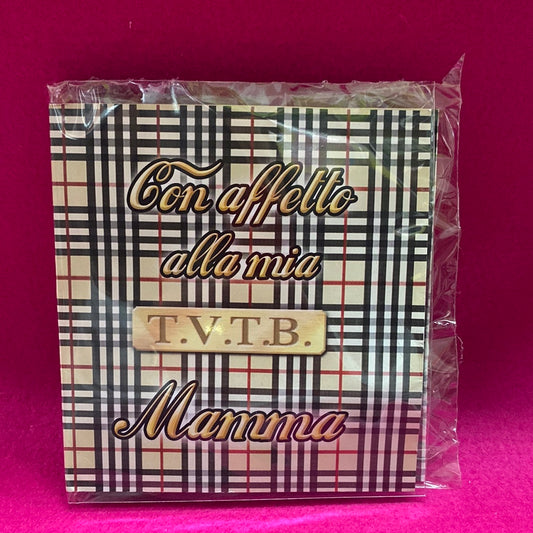 Con affetto
alla mia
T.V.T.B.
Mamma